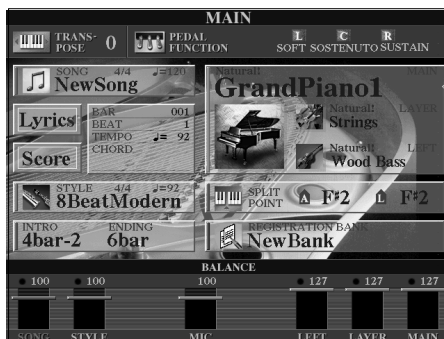 MAIN
TRANS-
POSE 0
PEDAL
FUNCTION
L C R
SOFT SOSTENUTO SUSTAIN
SONG 4/4 ♩=120
NewSong
Natural! MAIN
GrandPiano1
Lyrics
Score
BAR 001
BEAT 1
TEMPO ♩= 92
CHORD
Natural! LAYER
Strings
Natural! LEFT
Wood Bass
STYLE 4/4 ♩=92
8BeatModern
SPLIT
POINT
A F♯2 L F♯2
INTRO ENDING
4bar-2 6bar
REGISTRATION BANK
NewBank
BALANCE
100 100 100 127 127 127
SONG STYLE MIC LEFT LAYER MAIN